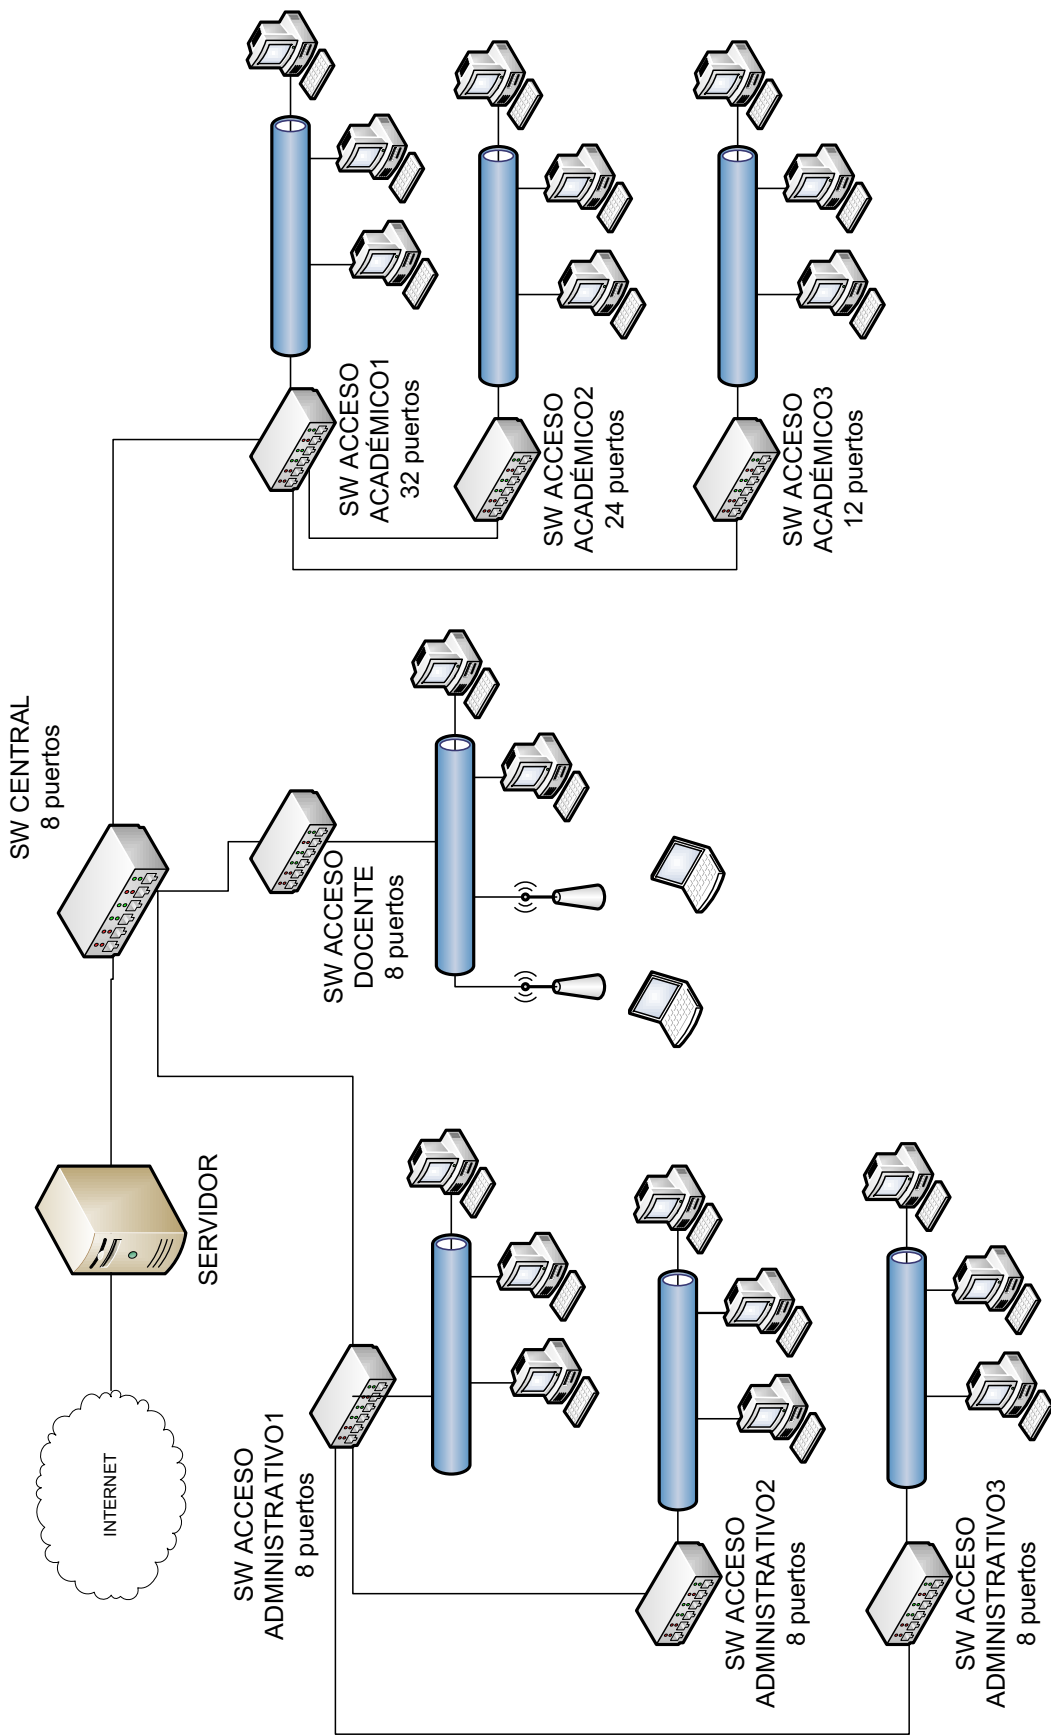 INTERNET
SERVIDOR
SW CENTRAL
8 puertos
SW ACCESO
ADMINISTRATIVO1
8 puertos
SW ACCESO
ADMINISTRATIVO2
8 puertos
SW ACCESO
ADMINISTRATIVO3
8 puertos
SW ACCESO
DOCENTE
8 puertos
SW ACCESO
ACADÉMICO1
32 puertos
SW ACCESO
ACADÉMICO2
24 puertos
SW ACCESO
ACADÉMICO3
12 puertos